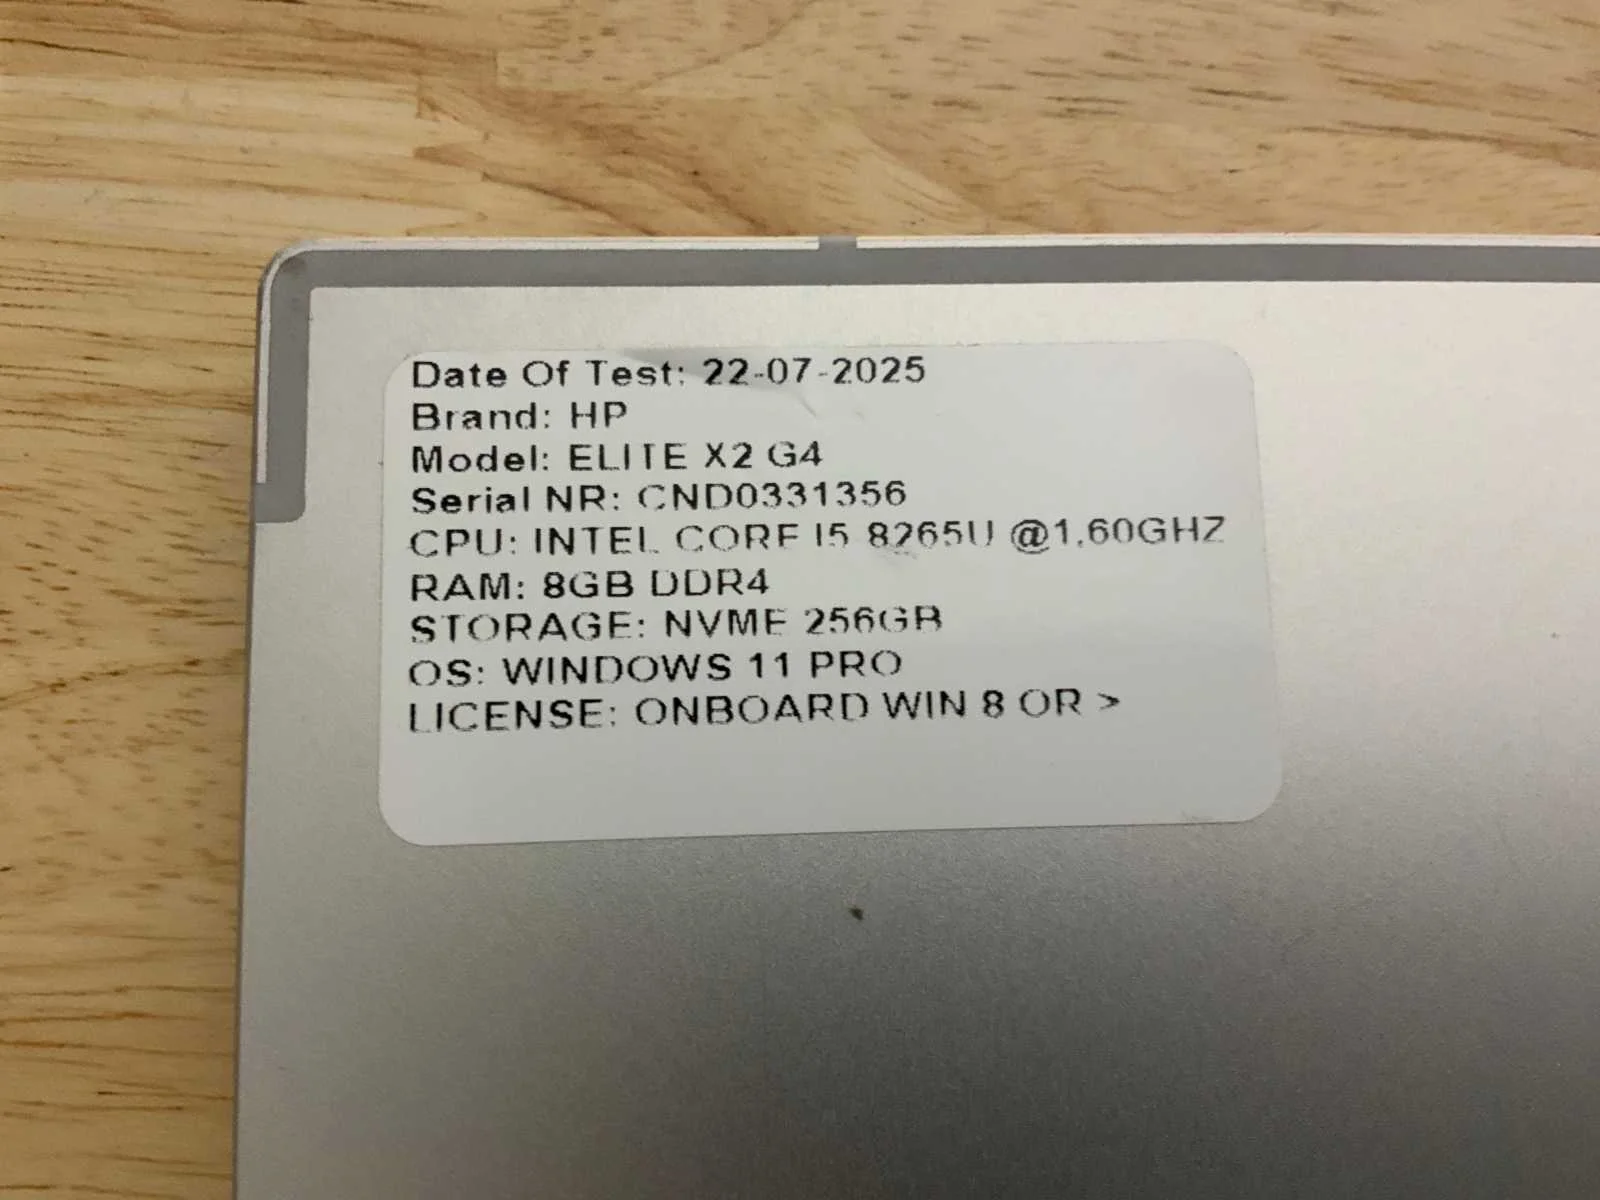 Date Of Test: 22-07-2025
Brand: HP
Model: ELITE X2 G4
Serial NR: CND0331356
CPU: INTEL CORE I5 8265U @1.60GHZ
RAM: 8GB DDR4
STORAGE: NVME 256GB
OS: WINDOWS 11 PRO
LICENSE: ONBOARD WIN 8 OR >